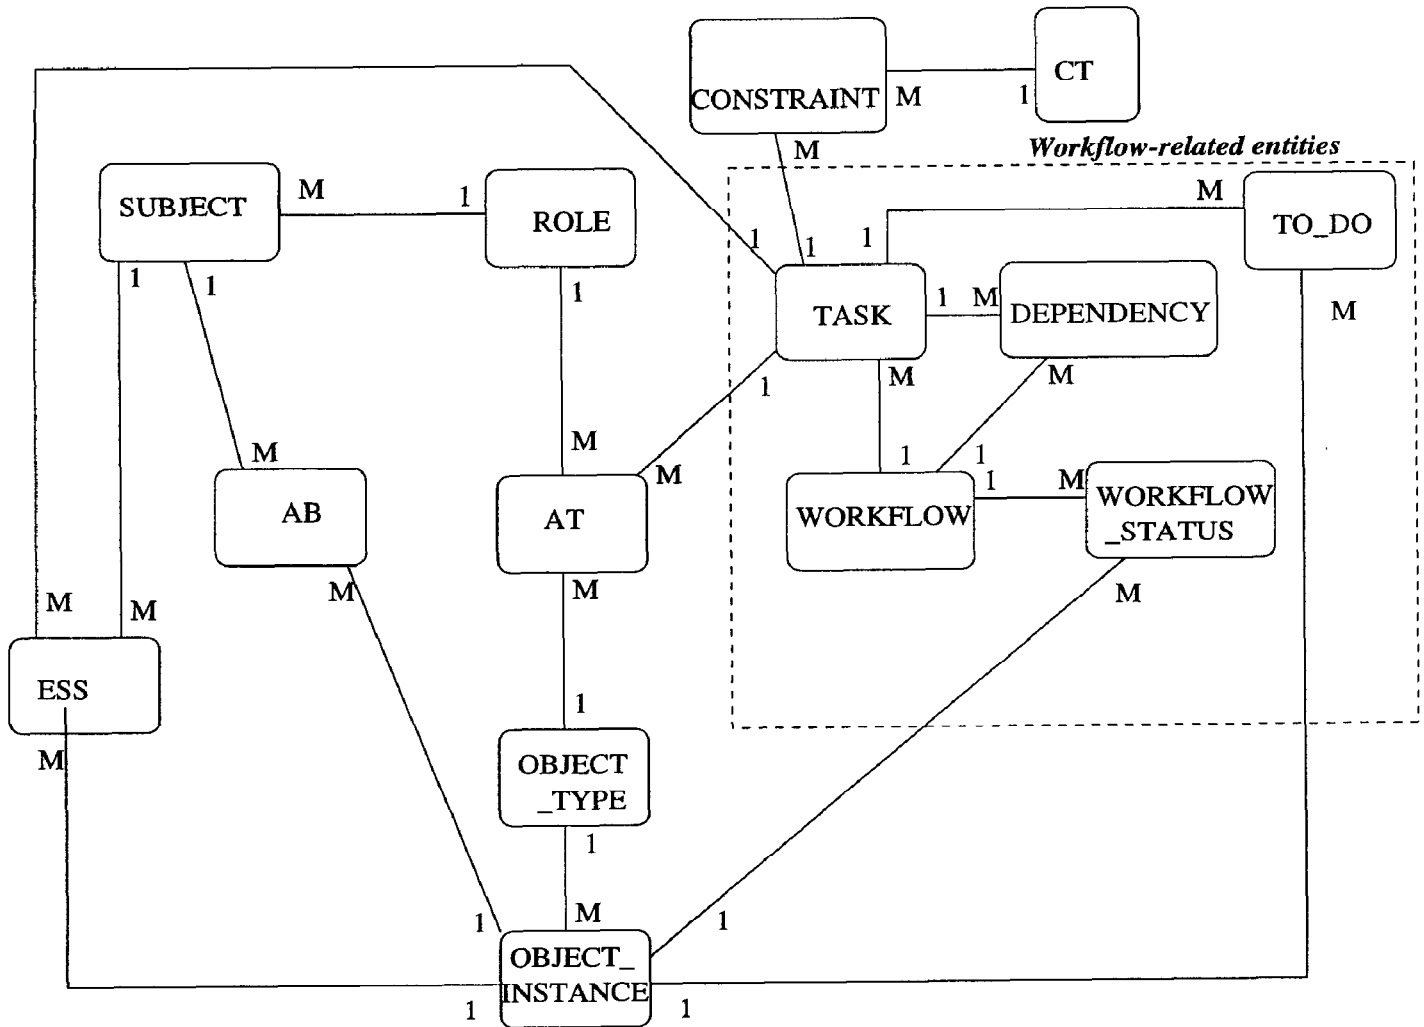 CT
CONSTRAINT
M
1
M
Workflow-related entities
SUBJECT
M
1
ROLE
M
TO_DO
1
1
1
1
1
1
M
TASK
1
M
DEPENDENCY
M
1
M
M
M
M
M
1
1
1
M
AB
AT
WORKFLOW
WORKFLOW
_STATUS
M
M
M
M
M
ESS
1
M
OBJECT
_TYPE
1
1
M
1
OBJECT_
INSTANCE
1
1